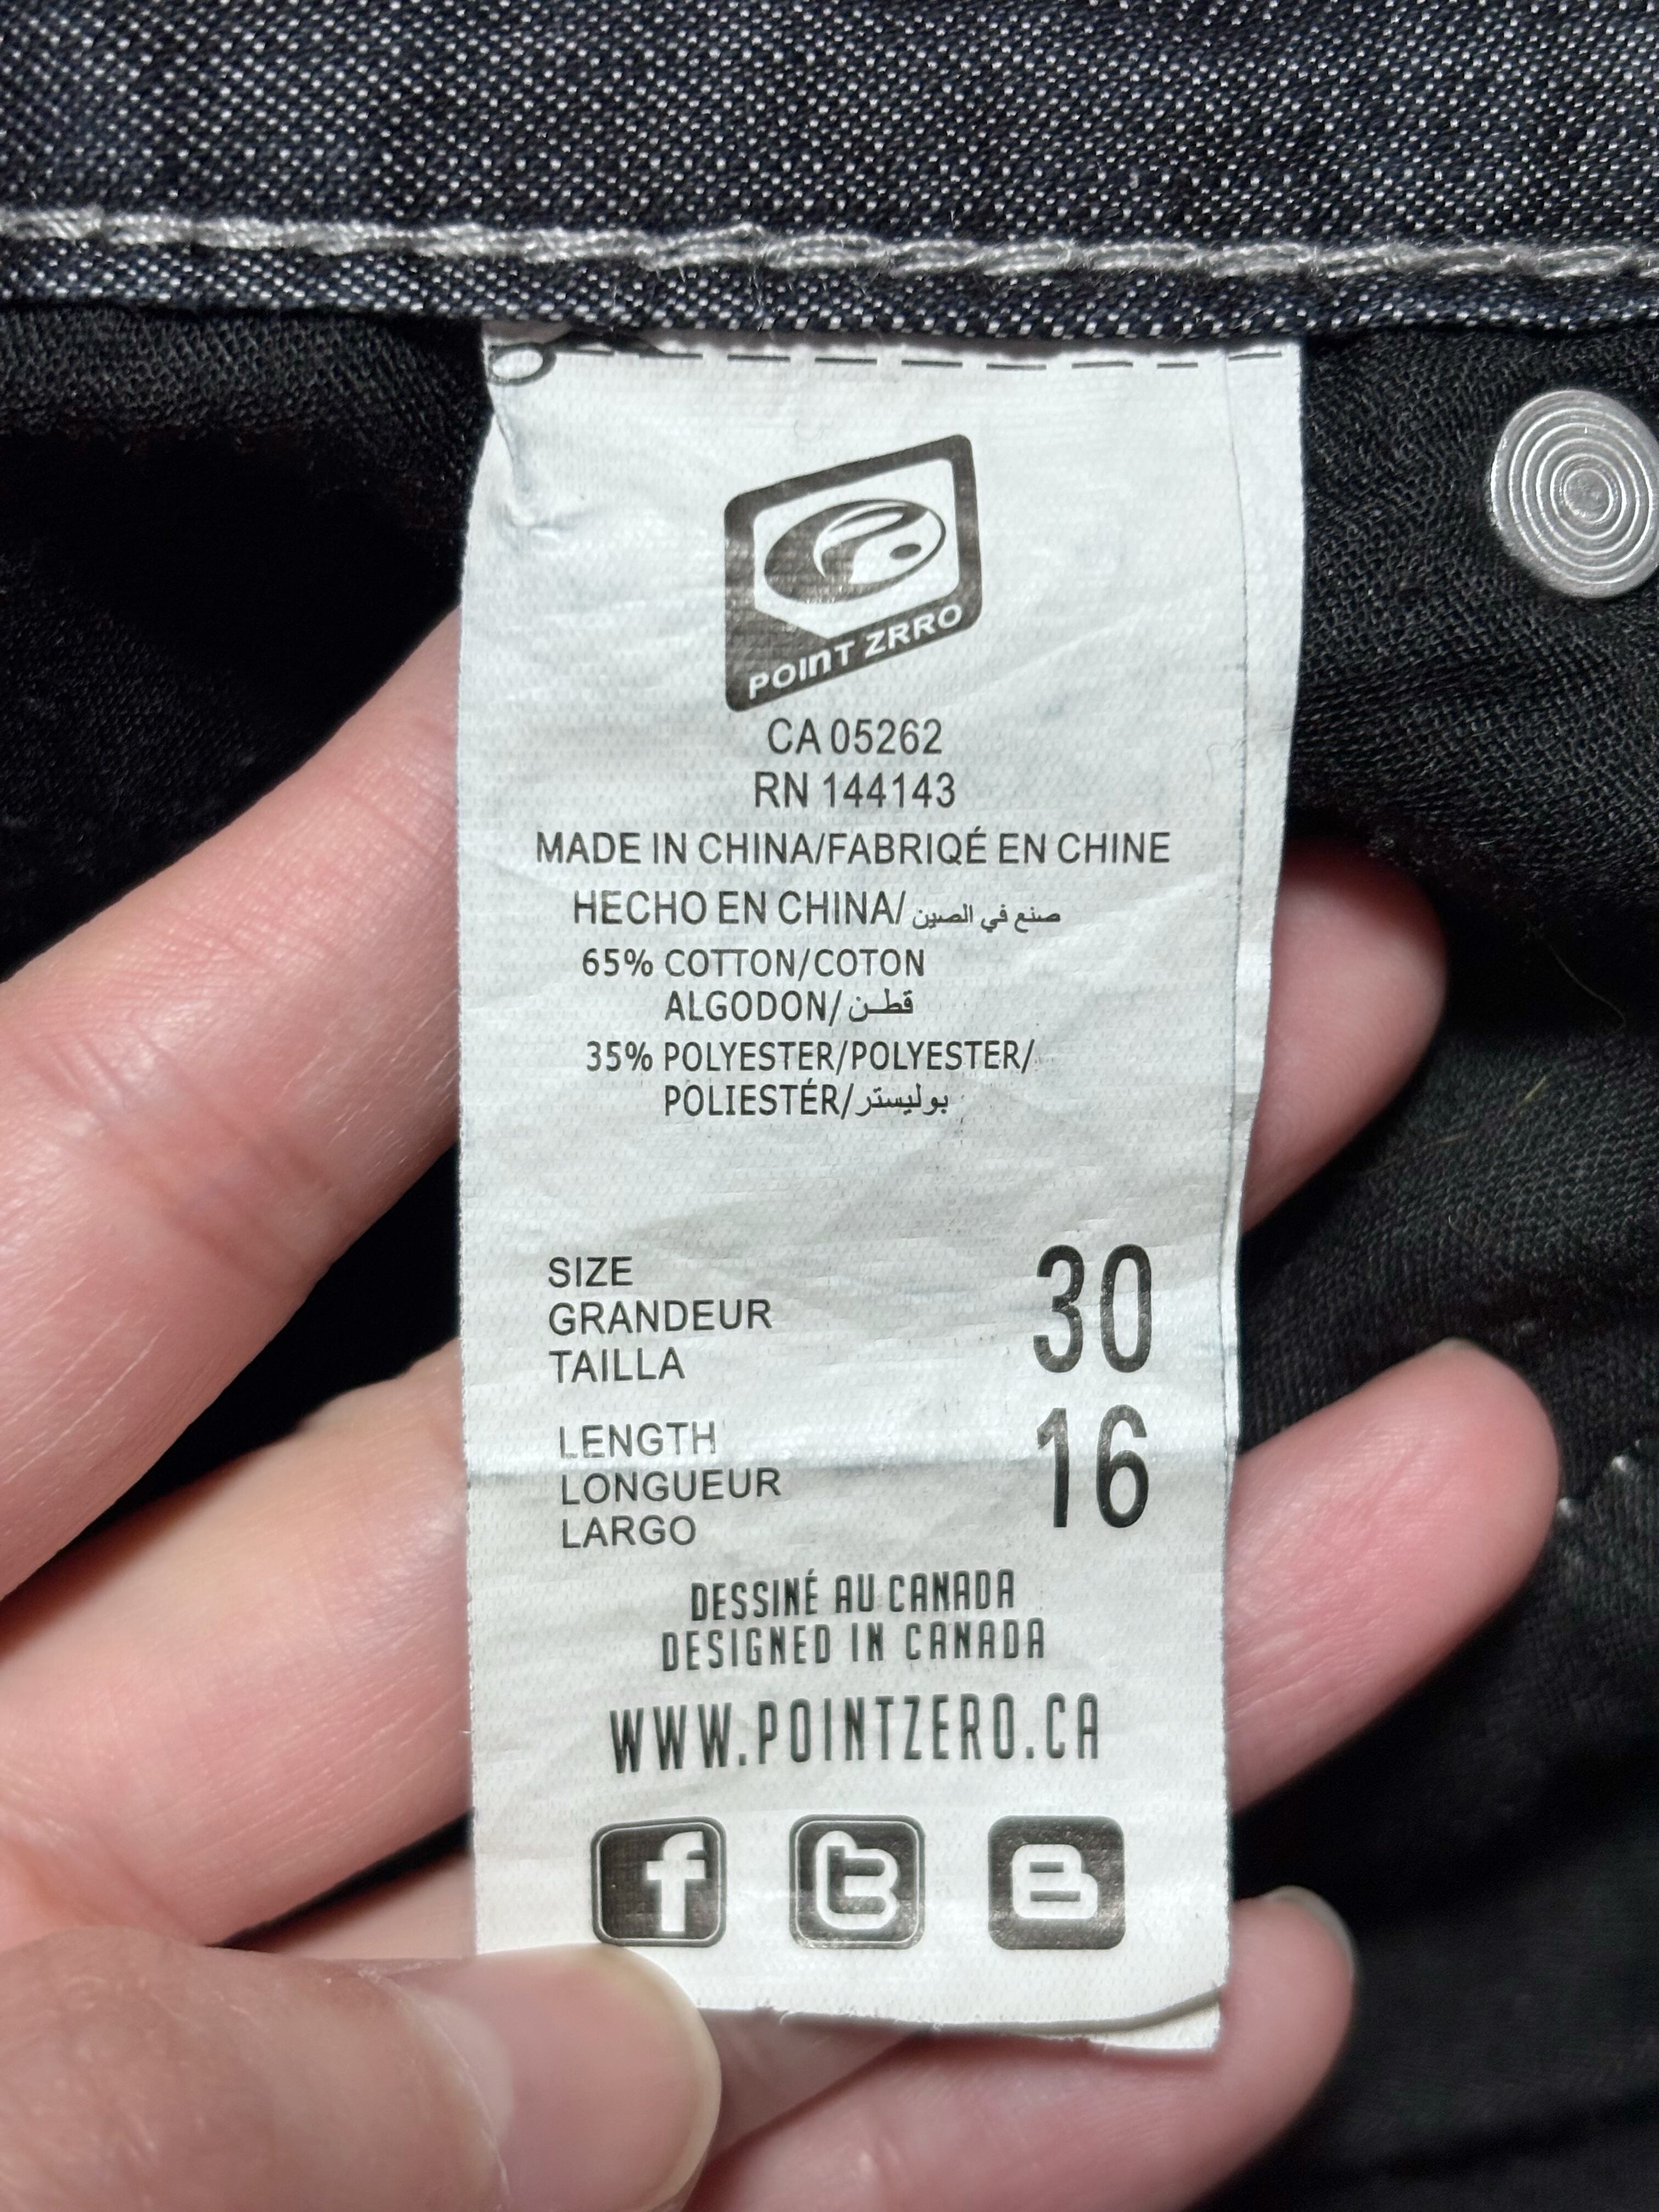 POINT ZRRO
CA 05262
RN 144143
MADE IN CHINA/FABRIQÉ EN CHINE
HECHO EN CHINA/صنع في الصين
65% COTTON/COTON
ALGODON/قطـن
35% POLYESTER/POLYESTER/
POLIESTÉR/بوليستر
SIZE
GRANDEUR
TAILLA
30
LENGTH
LONGUEUR
LARGO
16
DESSINÉ AU CANADA
DESIGNED IN CANADA
WWW.POINTZERO.CA